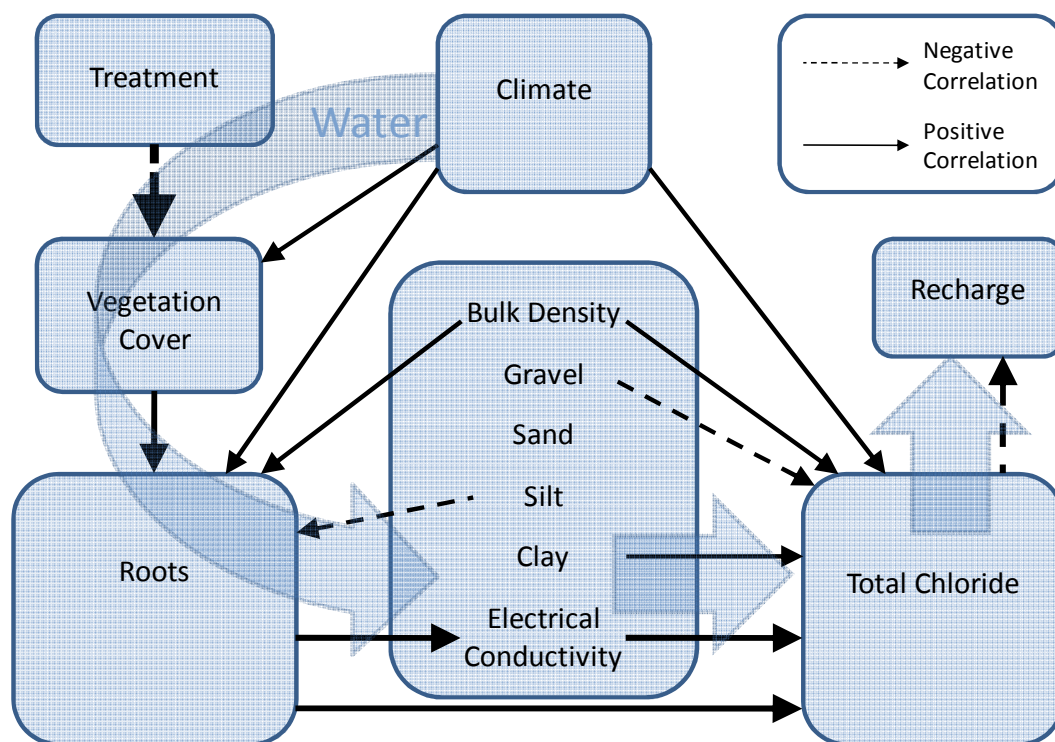 Treatment
Climate
Negative
Correlation
Positive
Correlation
Water
Vegetation
Cover
Bulk Density
Gravel
Sand
Silt
Clay
Electrical
Conductivity
Recharge
Roots
Total Chloride